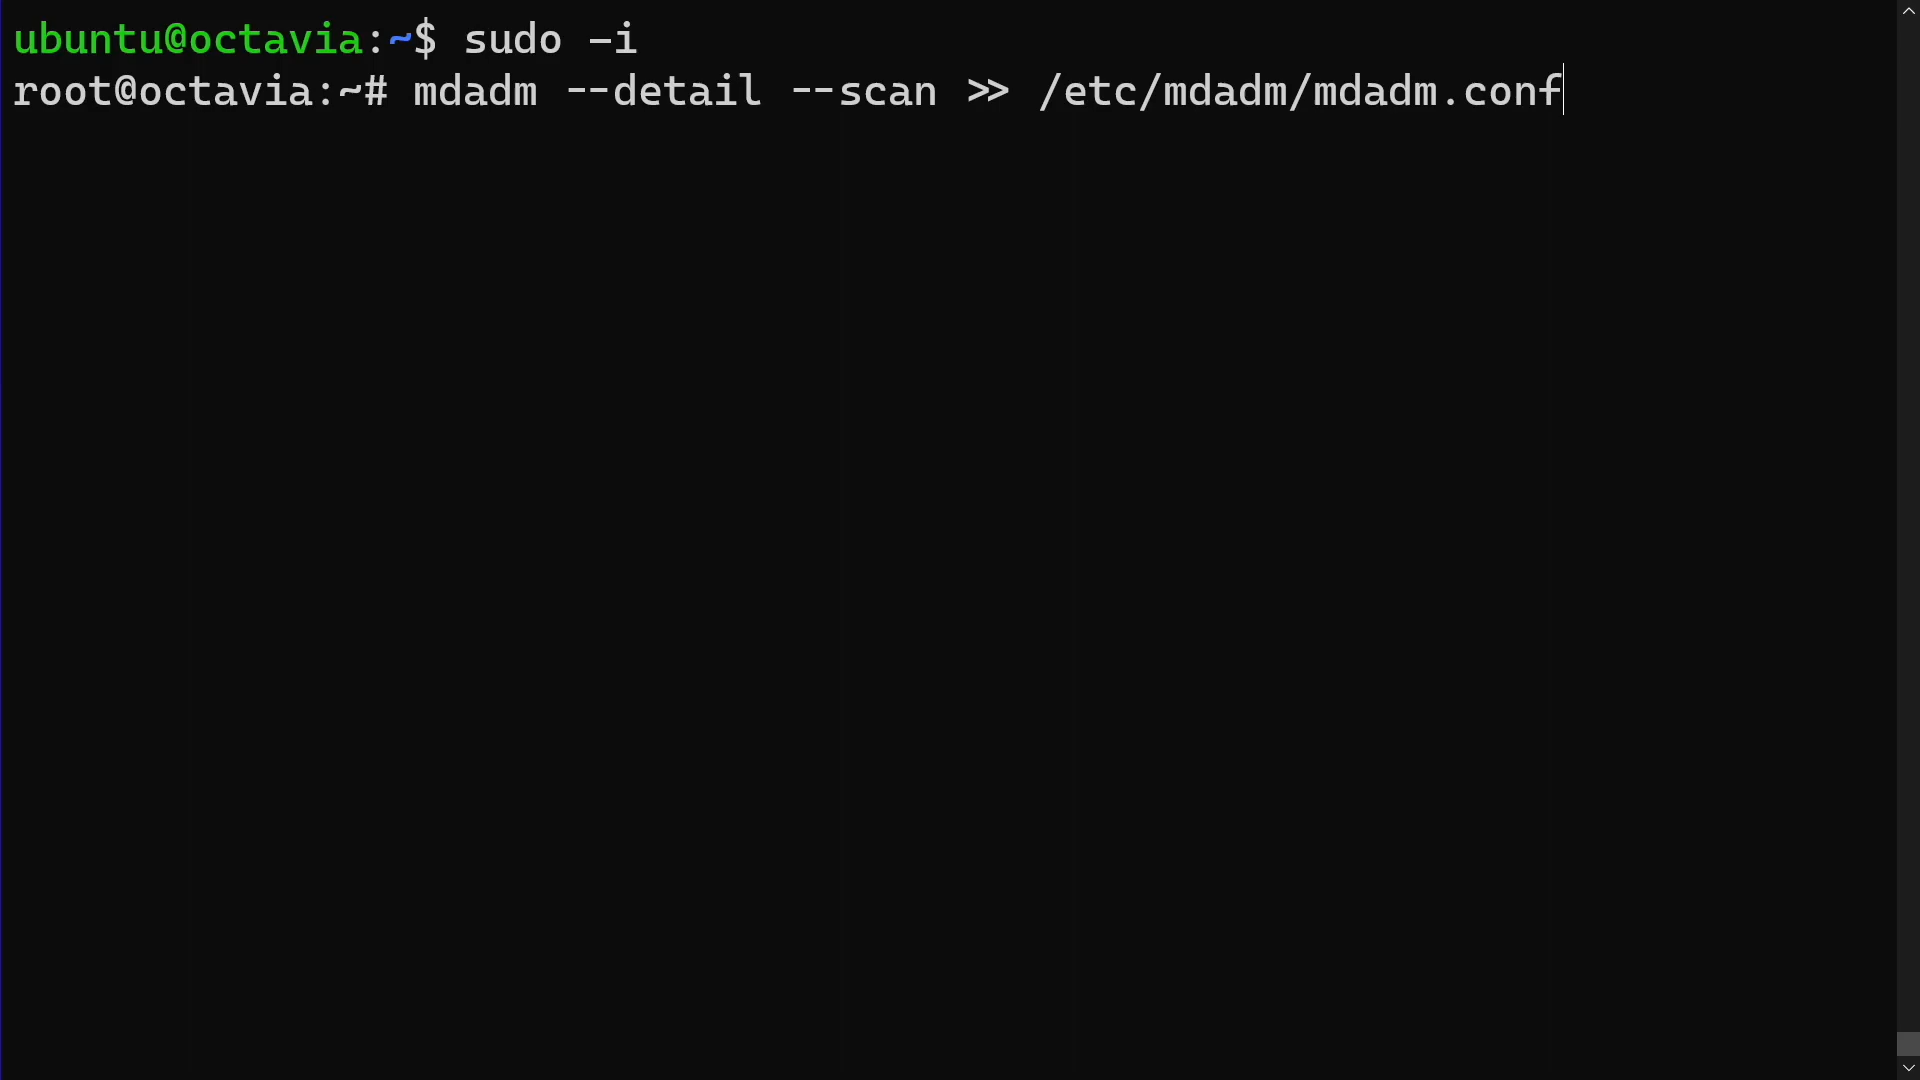 ubuntu@octavia:~$ sudo -i
root@octavia:~# mdadm --detail --scan >> /etc/mdadm/mdadm.conf